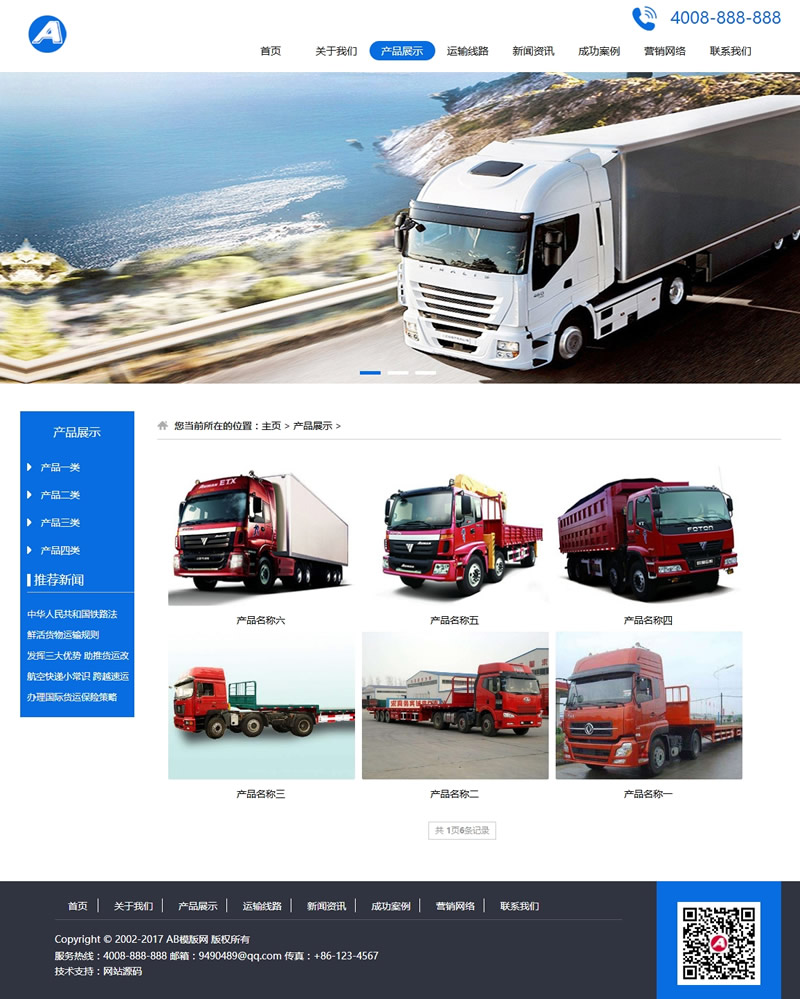 A
4008-888-888
首页 关于我们 产品展示 运输线路 新闻资讯 成功案例 营销网络 联系我们
STRALIS
产品展示
产品一类
产品二类
产品三类
产品四类
推荐新闻
中华人民共和国铁路法
鲜活货物运输规则
发挥三大优势 助推货运改
航空快递小常识 跨越速运
办理国际货运保险策略
您当前所在的位置：主页 > 产品展示 >
Auman ETX
FOTON
产品名称六 产品名称五 产品名称四
产品名称三 产品名称二 产品名称一
共 1页6条记录
首页 关于我们 产品展示 运输线路 新闻资讯 成功案例 营销网络 联系我们
Copyright © 2002-2017 AB模版网 版权所有
服务热线：4008-888-888 邮箱：9490489@qq.com 传真：+86-123-4567
技术支持：网站源码
A